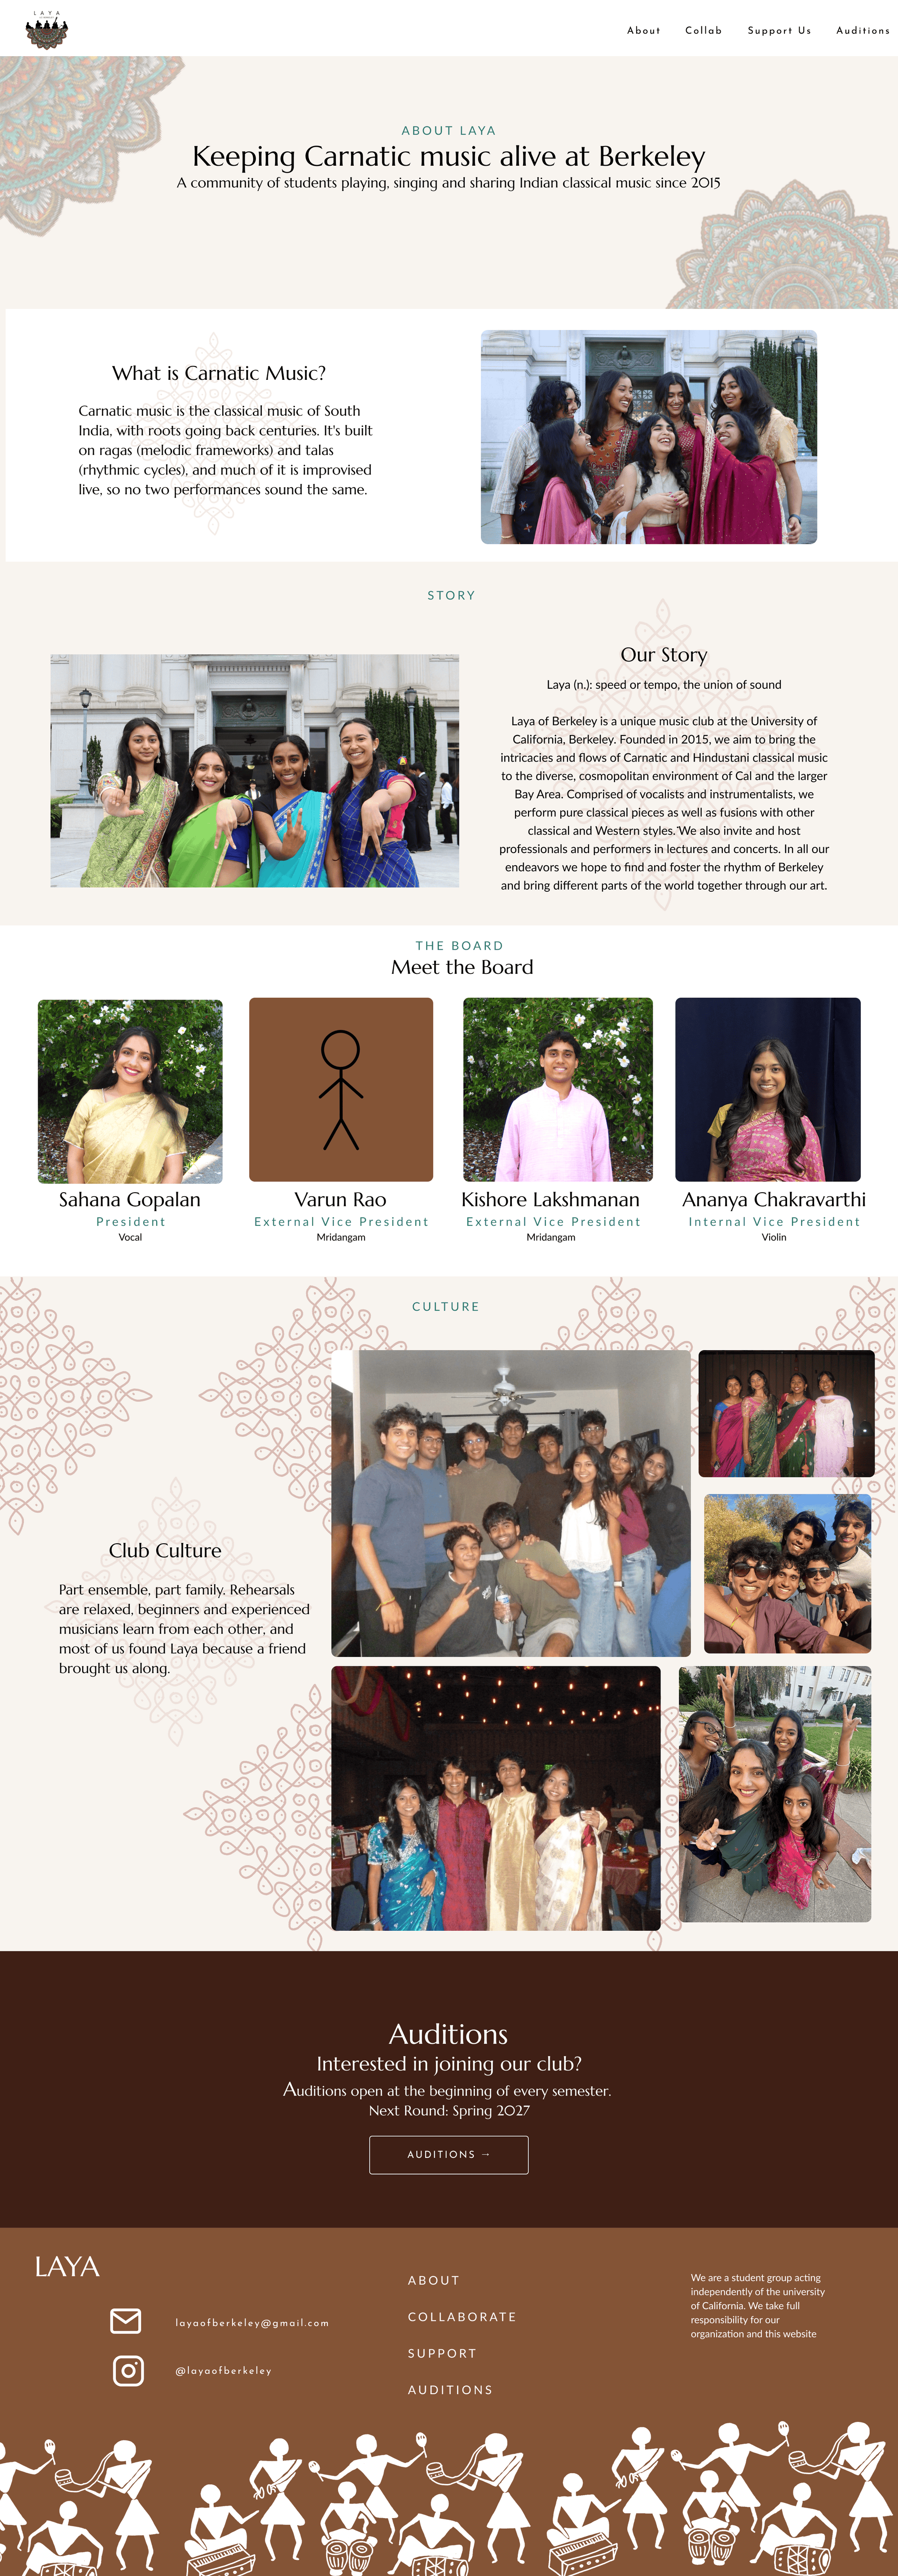 LAYA
About
Collab
Support Us
Auditions
ABOUT LAYA
Keeping Carnatic music alive at Berkeley
A community of students playing, singing and sharing Indian classical music since 2015
What is Carnatic Music?
Carnatic music is the classical music of South
India, with roots going back centuries. It's built
on ragas (melodic frameworks) and talas
(rhythmic cycles), and much of it is improvised
live, so no two performances sound the same.
STORY
Our Story
Laya (n.): speed or tempo, the union of sound
Laya of Berkeley is a unique music club at the University of
California, Berkeley. Founded in 2015, we aim to bring the
intricacies and flows of Carnatic and Hindustani classical music
to the diverse, cosmopolitan environment of Cal and the larger
Bay Area. Comprised of vocalists and instrumentalists, we
perform pure classical pieces as well as fusions with other
classical and Western styles. We also invite and host
professionals and performers in lectures and concerts. In all our
endeavors we hope to find and foster the rhythm of Berkeley
and bring different parts of the world together through our art.
THE BOARD
Meet the Board
Sahana Gopalan
President
Vocal
Varun Rao
External Vice President
Mridangam
Kishore Lakshmanan
External Vice President
Mridangam
Ananya Chakravarthi
Internal Vice President
Violin
CULTURE
Club Culture
Part ensemble, part family. Rehearsals
are relaxed, beginners and experienced
musicians learn from each other, and
most of us found Laya because a friend
brought us along.
Auditions
Interested in joining our club?
Auditions open at the beginning of every semester.
Next Round: Spring 2027
AUDITIONS →
LAYA
layaofberkeley@gmail.com
@layaofberkeley
ABOUT
COLLABORATE
SUPPORT
AUDITIONS
We are a student group acting
independently of the university
of California. We take full
responsibility for our
organization and this website